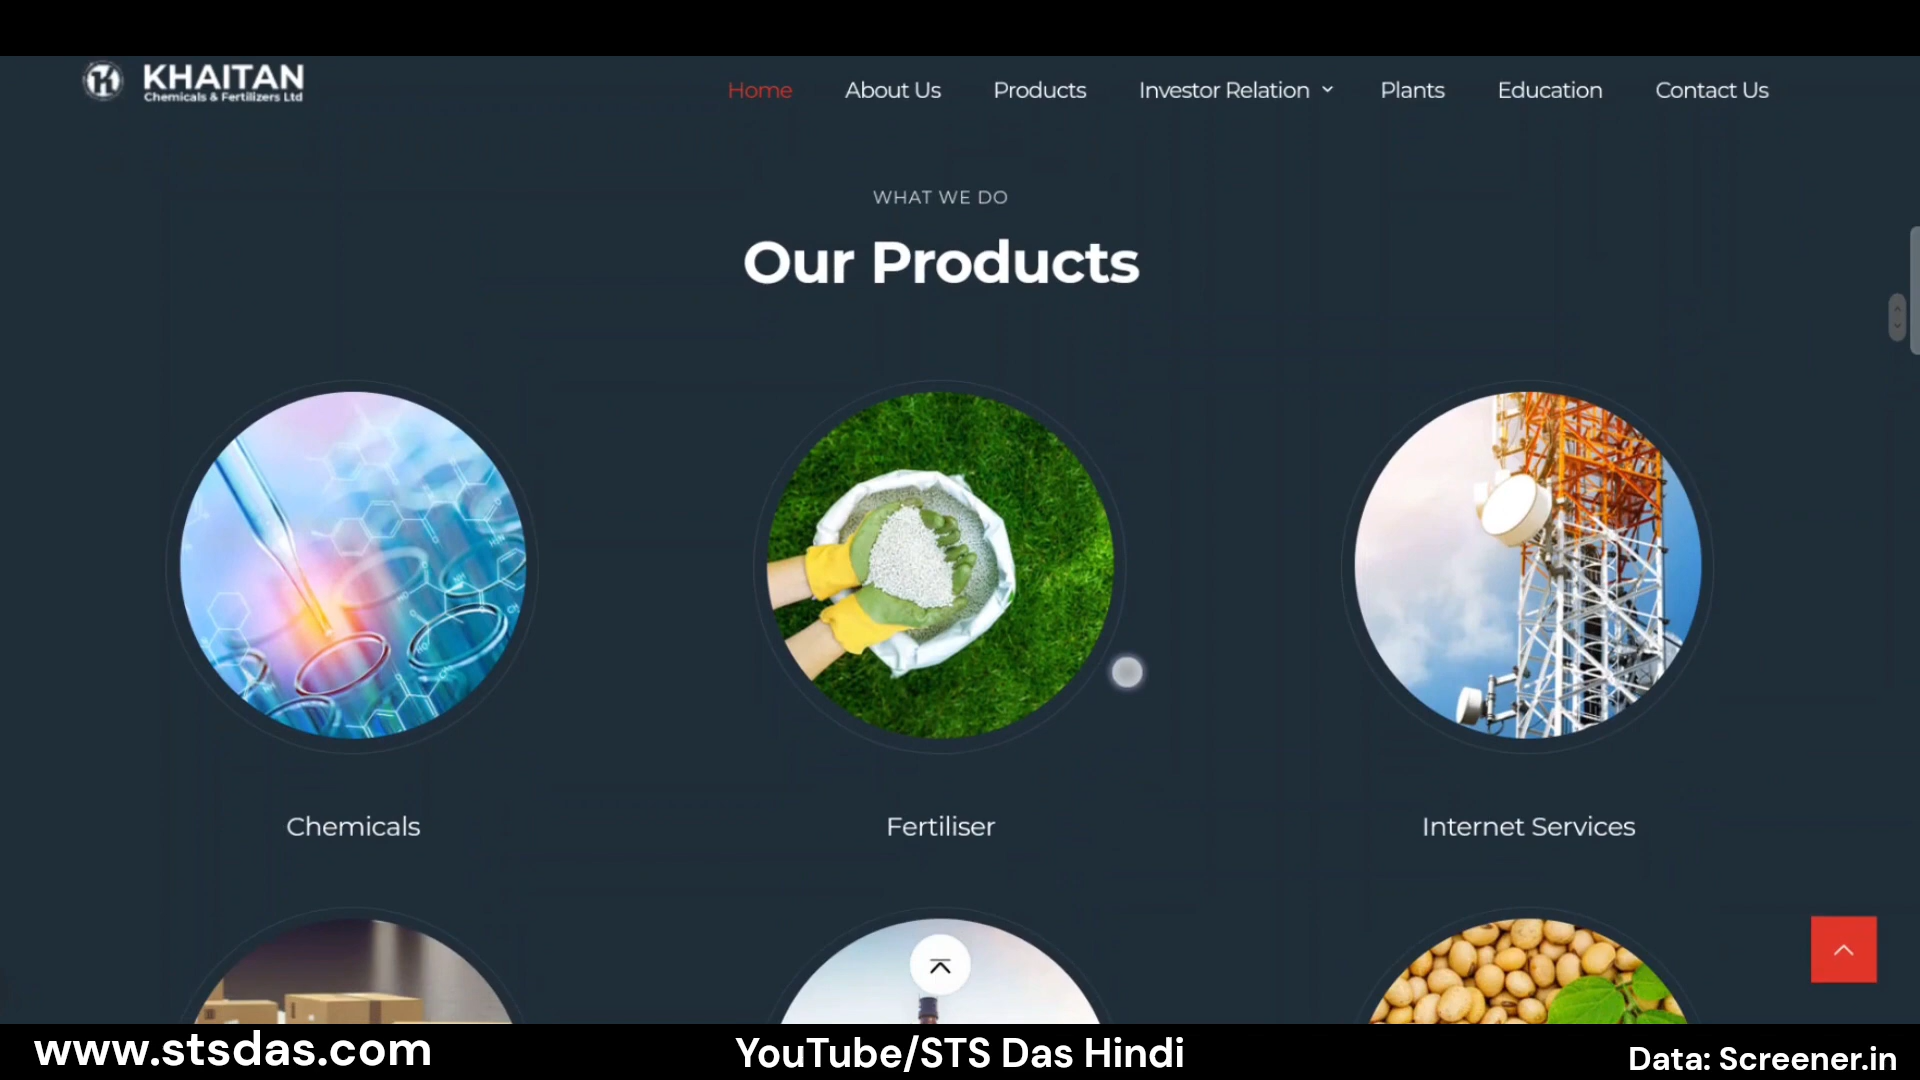 KHAITAN
Chemicals & Fertilizers Ltd
Home About Us Products Investor Relation Plants Education Contact Us
WHAT WE DO
Our Products
Chemicals Fertiliser Internet Services
www.stsdas.com YouTube/STS Das Hindi Data: Screener.in